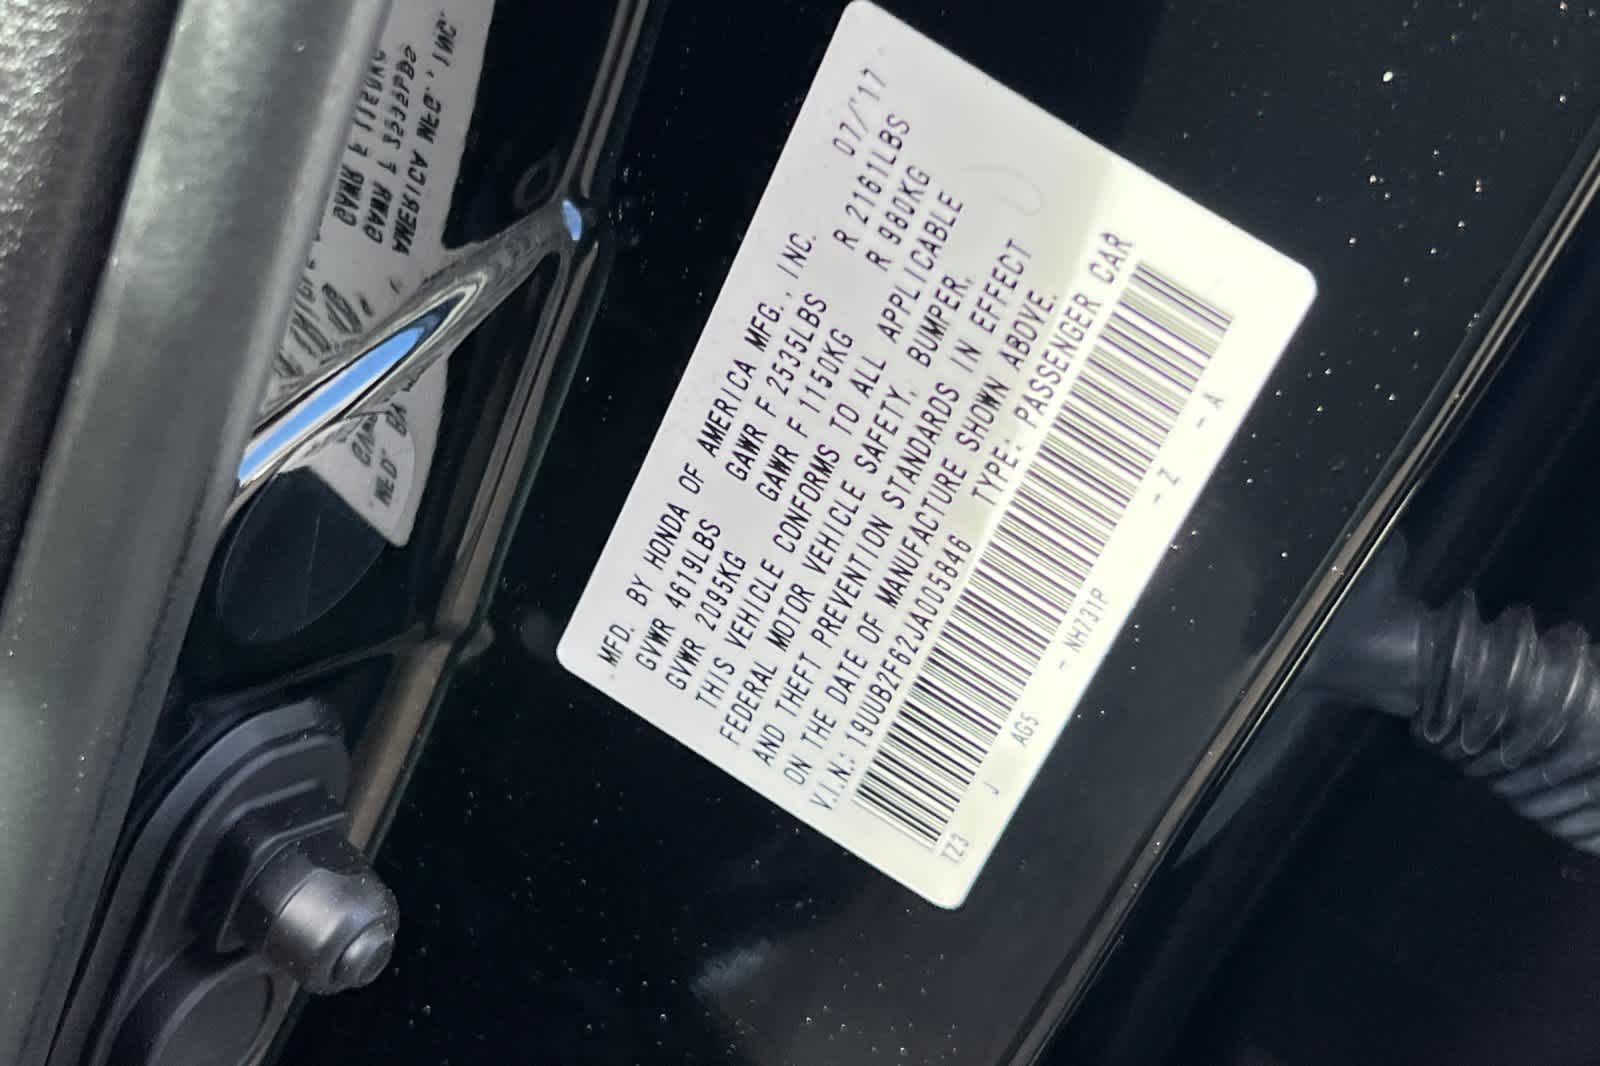 MFD. BY HONDA OF AMERICA MFG., INC. 07/'17
GVWR 4619LBS GAWR F 2535LBS R 2161LBS
GVWR 2095KG GAWR F 1150KG R 980KG
THIS VEHICLE CONFORMS TO ALL APPLICABLE
FEDERAL MOTOR VEHICLE SAFETY, BUMPER,
AND THEFT PREVENTION STANDARDS IN EFFECT
ON THE DATE OF MANUFACTURE SHOWN ABOVE.
V.I.N.: 19UUB2F62JA005846 TYPE: PASSENGER CAR
TZ3 J AG5 - NH731P - Z - A